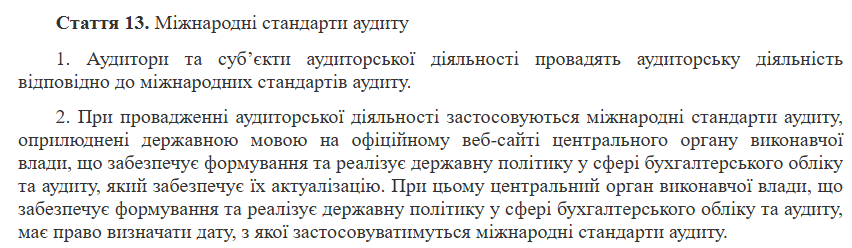 Стаття 13. Міжнародні стандарти аудиту
1. Аудитори та суб’єкти аудиторської діяльності провадять аудиторську діяльність
відповідно до міжнародних стандартів аудиту.
2. При провадженні аудиторської діяльності застосовуються міжнародні стандарти аудиту,
оприлюднені державною мовою на офіційному веб-сайті центрального органу виконавчої
влади, що забезпечує формування та реалізує державну політику у сфері бухгалтерського обліку
та аудиту, який забезпечує їх актуалізацію. При цьому центральний орган виконавчої влади, що
забезпечує формування та реалізує державну політику у сфері бухгалтерського обліку та аудиту,
має право визначати дату, з якої застосовуватимуться міжнародні стандарти аудиту.